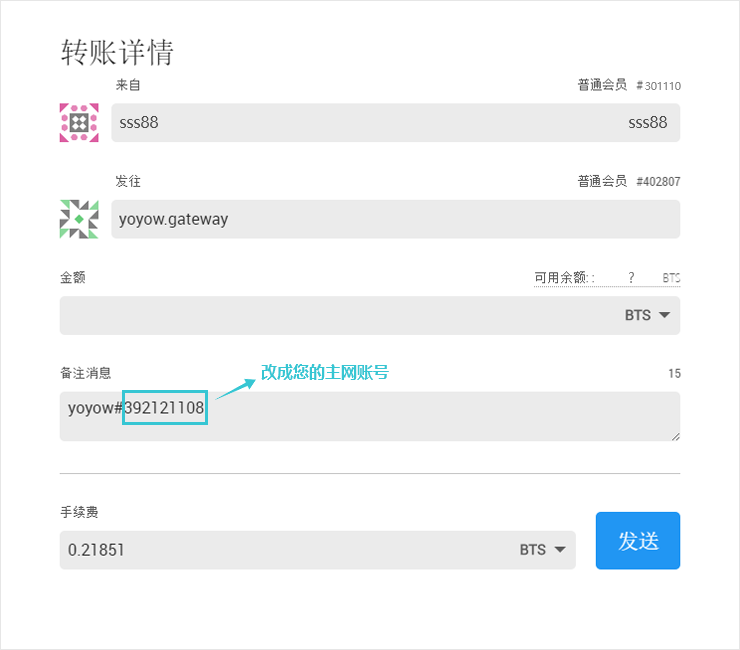 转账详情
来自 普通会员 #301110
sss88 sss88
发往 普通会员 #402807
yoyow.gateway
金额 可用余额: : ? BTS
BTS
备注消息 改成您的主网账号 15
yoyow#392121108
手续费
0.21851 BTS
发送